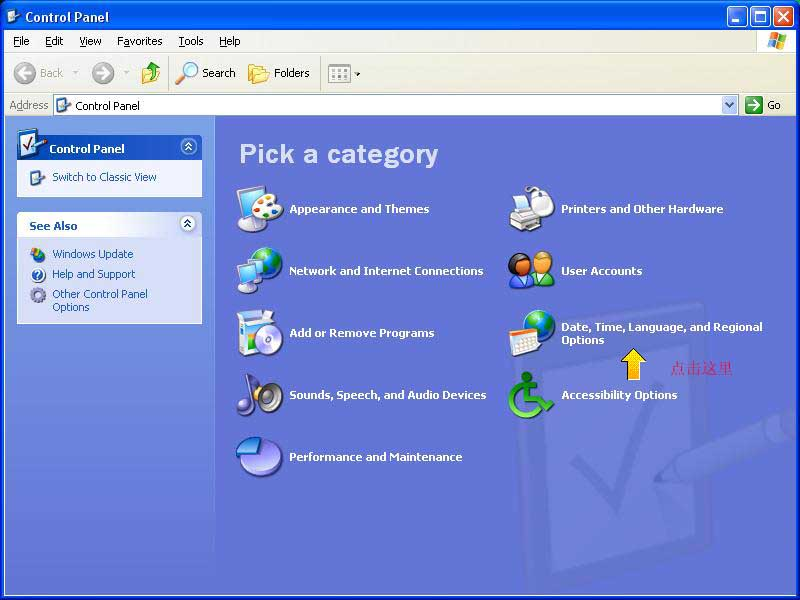 Control Panel
File Edit View Favorites Tools Help
Back Search Folders
Address Control Panel Go
Control Panel
Switch to Classic View
See Also
Windows Update
Help and Support
Other Control Panel
Options
Pick a category
Appearance and Themes
Printers and Other Hardware
Network and Internet Connections
User Accounts
Add or Remove Programs
Date, Time, Language, and Regional
Options
点击这里
Sounds, Speech, and Audio Devices
Accessibility Options
Performance and Maintenance